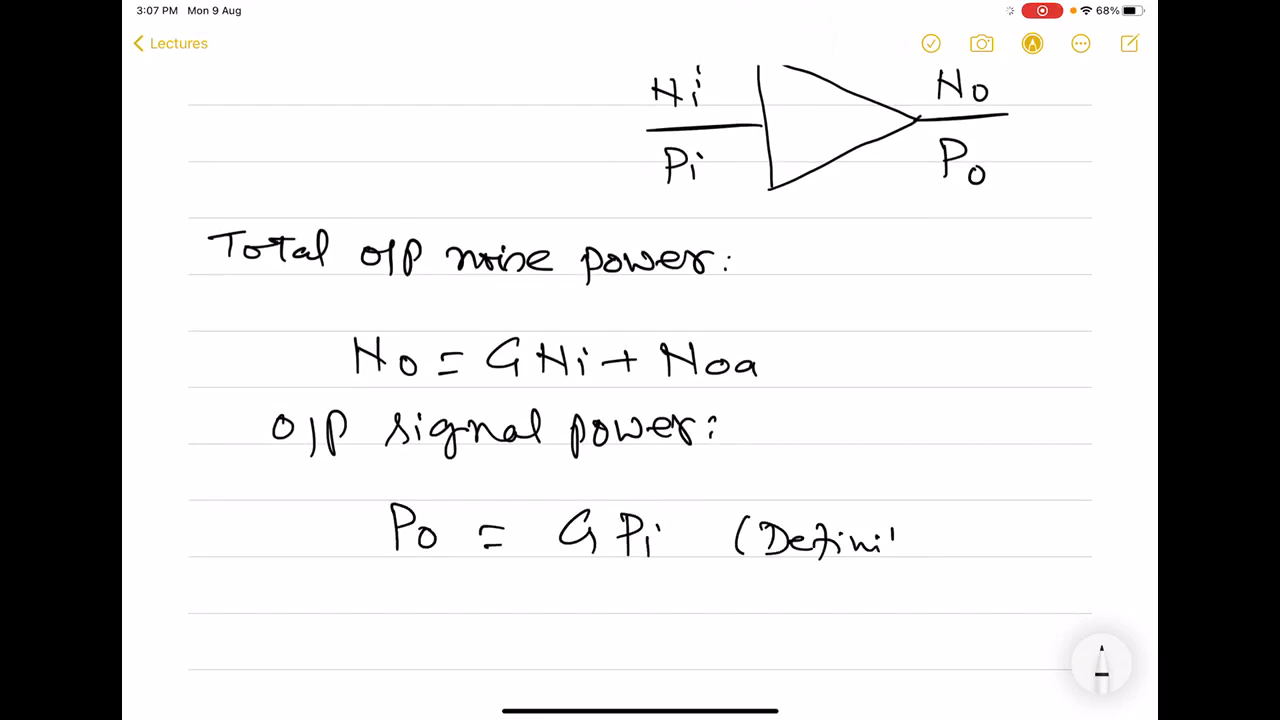 3:07 PM Mon 9 Aug 68%
Lectures
Ni No
Pi Po
Total O/P noise power:
No = G Ni + Noa
O/P signal power:
Po = G Pi (Defini